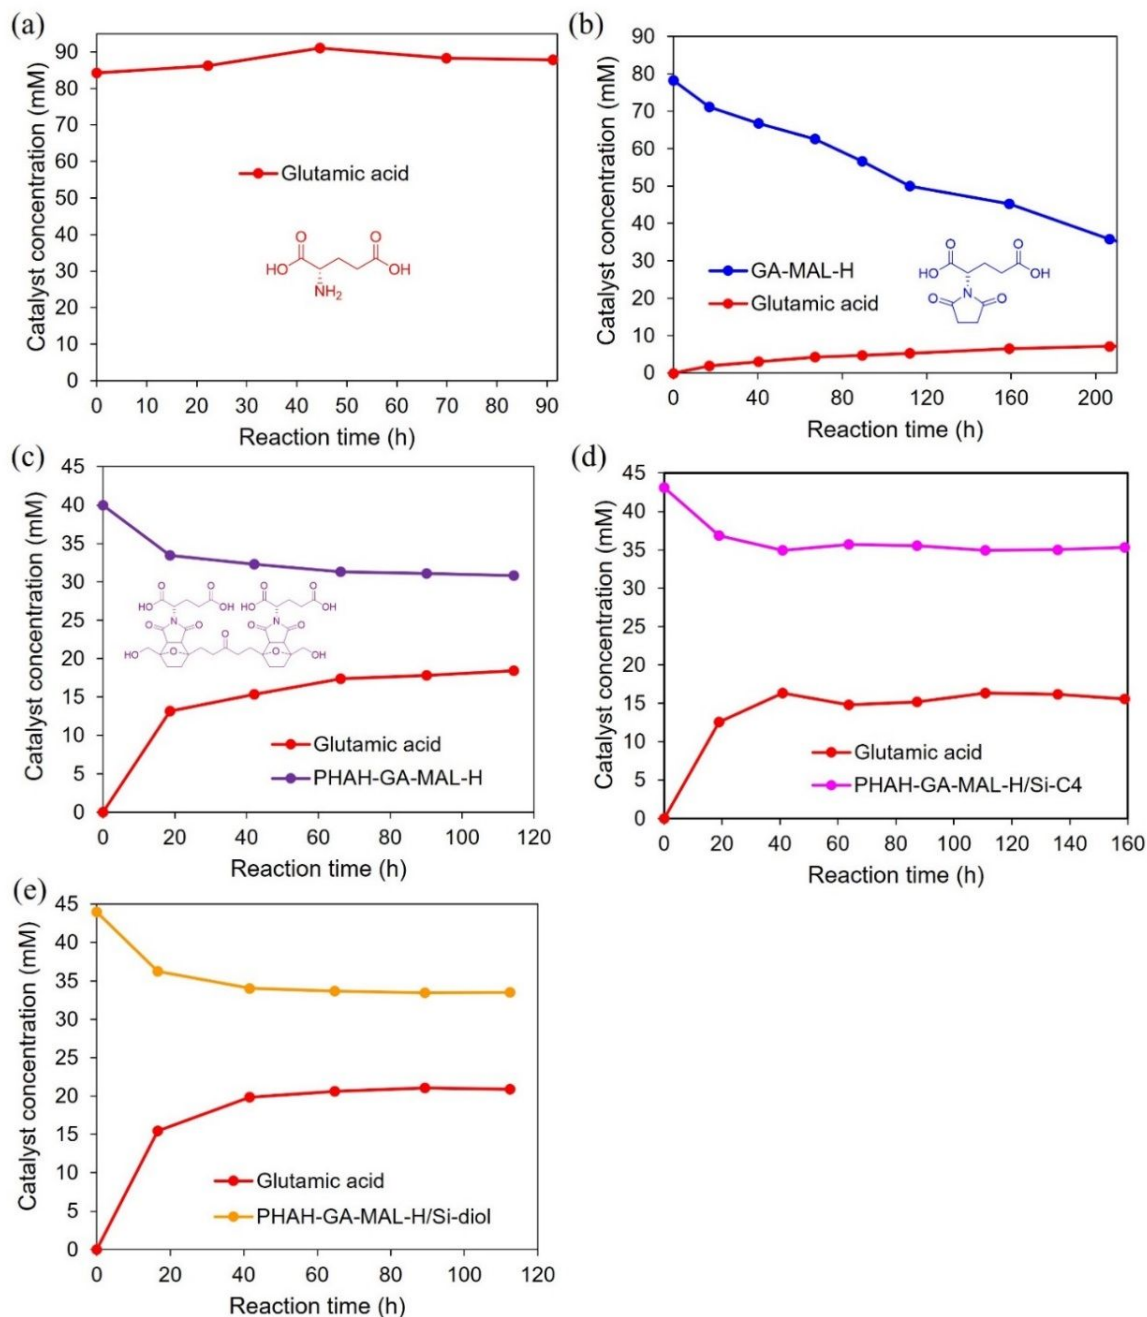 (a)
Catalyst concentration (mM)
90
80
70
60
50
40
30
20
10
0
Glutamic acid
O
O
HO
OH
NH2
0 10 20 30 40 50 60 70 80 90
Reaction time (h)
(b)
Catalyst concentration (mM)
90
80
70
60
50
40
30
20
10
0
GA-MAL-H
Glutamic acid
O
O
HO
OH
N
O
O
0 40 80 120 160 200
Reaction time (h)
(c)
Catalyst concentration (mM)
45
40
35
30
25
20
15
10
5
0
O O O O
HO OH HO OH
O N O O N O
HO O O O OH
Glutamic acid
PHAH-GA-MAL-H
0 20 40 60 80 100 120
Reaction time (h)
(d)
Catalyst concentration (mM)
45
40
35
30
25
20
15
10
5
0
Glutamic acid
PHAH-GA-MAL-H/Si-C4
0 20 40 60 80 100 120 140 160
Reaction time (h)
(e)
Catalyst concentration (mM)
45
40
35
30
25
20
15
10
5
0
Glutamic acid
PHAH-GA-MAL-H/Si-diol
0 20 40 60 80 100 120
Reaction time (h)